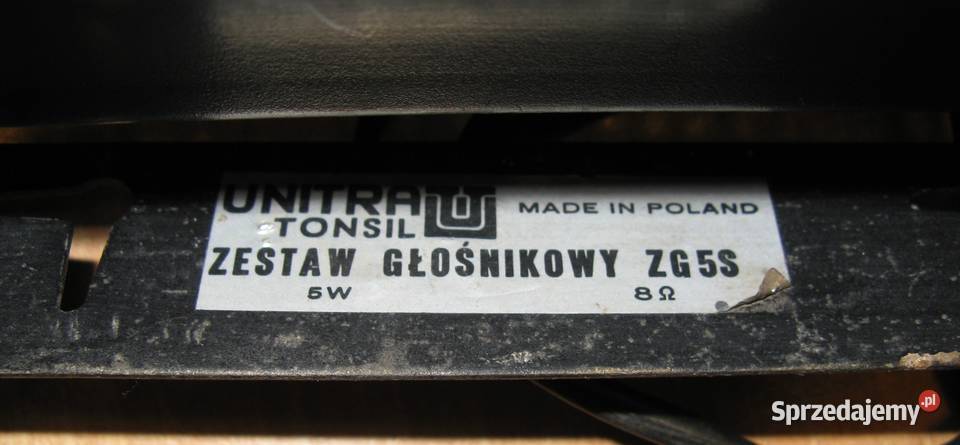 UNITRA
TONSIL
MADE IN POLAND
ZESTAW GŁOŚNIKOWY ZG5S
5W 8Ω
Sprzedajemy.pl